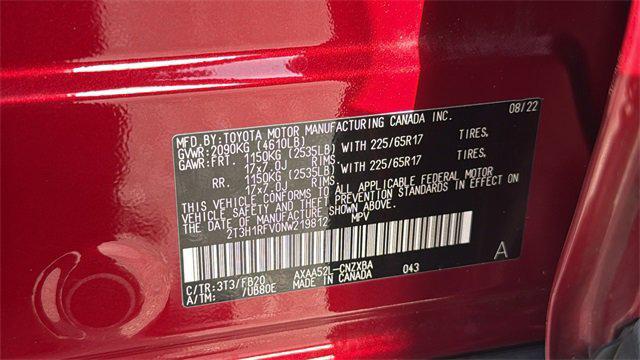 08/22
MFD.BY:TOYOTA MOTOR MANUFACTURING CANADA INC.
GVWR:2090KG (4610LB)
GAWR:FRT. 1150KG (2535LB) WITH 225/65R17 TIRES.
17x7.0J RIMS.
RR. 1150KG (2535LB) WITH 225/65R17 TIRES.
17x7.0J RIMS.
THIS VEHICLE CONFORMS TO ALL APPLICABLE FEDERAL MOTOR
VEHICLE SAFETY AND THEFT PREVENTION STANDARDS IN EFFECT ON
THE DATE OF MANUFACTURE SHOWN ABOVE.
2T3H1RFV0NW219812 MPV
C/TR:3T3/FB20 AXAA52L-CNZXBA 043
A/TM: /UB80E MADE IN CANADA A